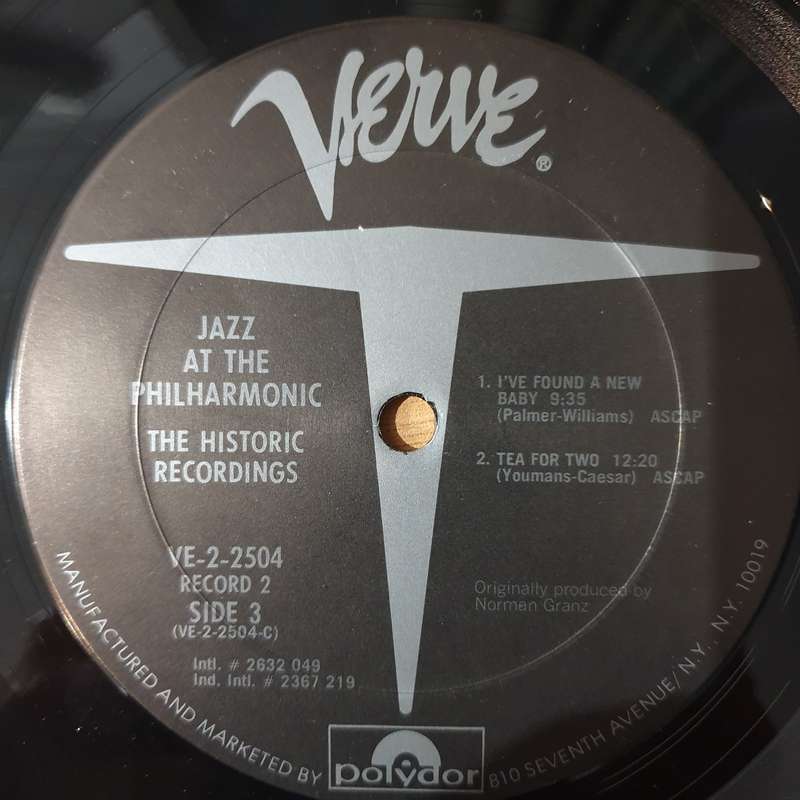 Verve®
JAZZ
AT THE
PHILHARMONIC
THE HISTORIC
RECORDINGS
VE-2-2504
RECORD 2
SIDE 3
(VE-2-2504-C)
Intl. # 2632 049
Ind. Intl. # 2367 219
1. I'VE FOUND A NEW
BABY 9:35
(Palmer-Williams) ASCAP
2. TEA FOR TWO 12:20
(Youmans-Caesar) ASCAP
Originally produced by
Norman Granz
MANUFACTURED AND MARKETED BY polydor 810 SEVENTH AVENUE/ N.Y., N.Y. 10019